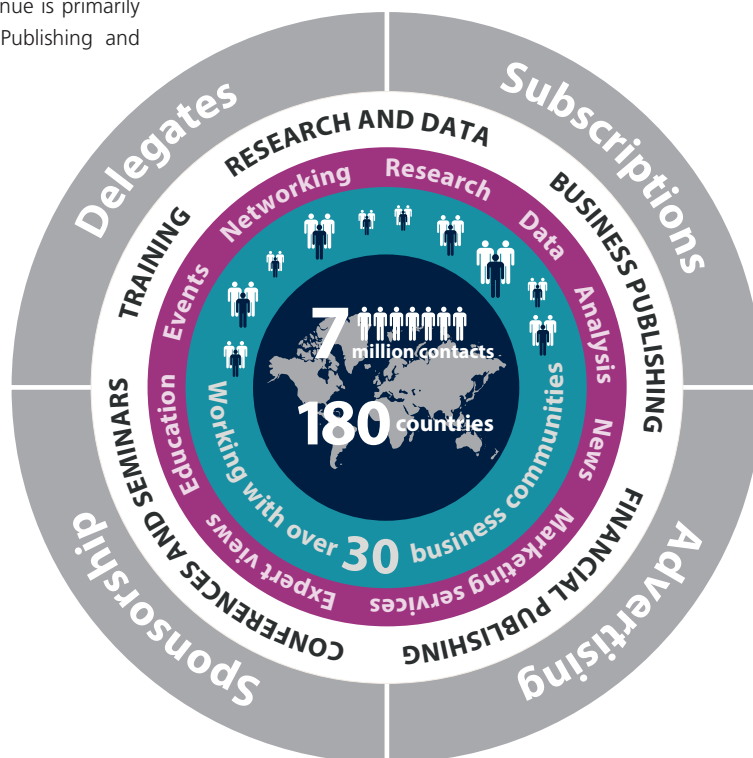 nue is primarily
Publishing and
Delegates
Subscriptions
Advertising
Sponsorship
RESEARCH AND DATA
BUSINESS PUBLISHING
FINANCIAL PUBLISHING
CONFERENCES AND SEMINARS
TRAINING
Networking
Research
Data
Analysis
News
Marketing services
Expert views
Education
Events
Working with over 30 business communities
7
million contacts
180 countries